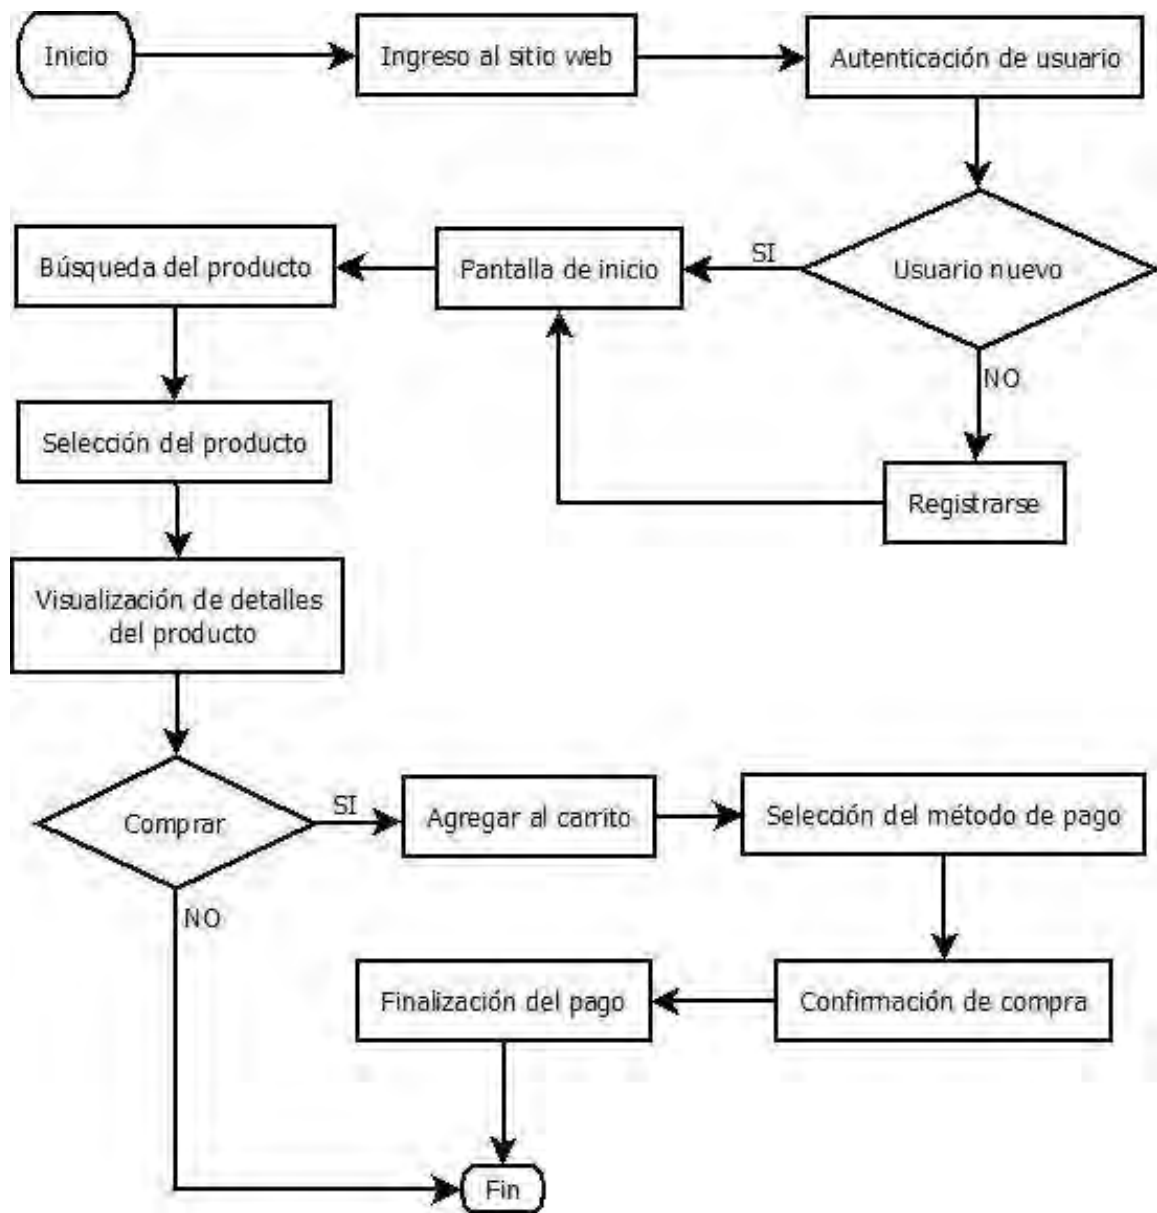 Inicio
Ingreso al sitio web
Autenticación de usuario
Usuario nuevo
SI
Pantalla de inicio
Búsqueda del producto
NO
Registrarse
Selección del producto
Visualización de detalles
del producto
Comprar
SI
Agregar al carrito
Selección del método de pago
NO
Confirmación de compra
Finalización del pago
Fin